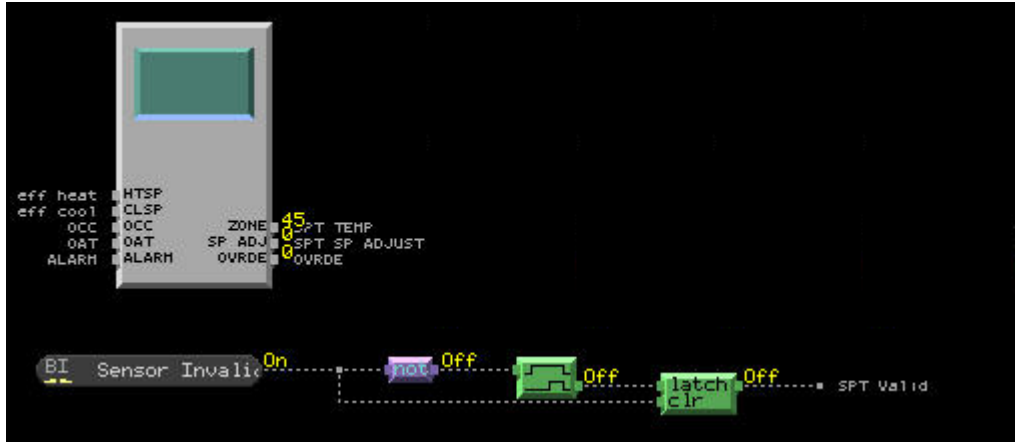 eff heat HTSP
eff cool CLSP
OCC OCC ZONE 45 SPT TEMP
OAT OAT SP ADJ 0 SPT SP ADJUST
ALARM ALARM OVRDE 0 OVRDE
BI Sensor Invalid On not Off Off latch Off SPT Valid
clr